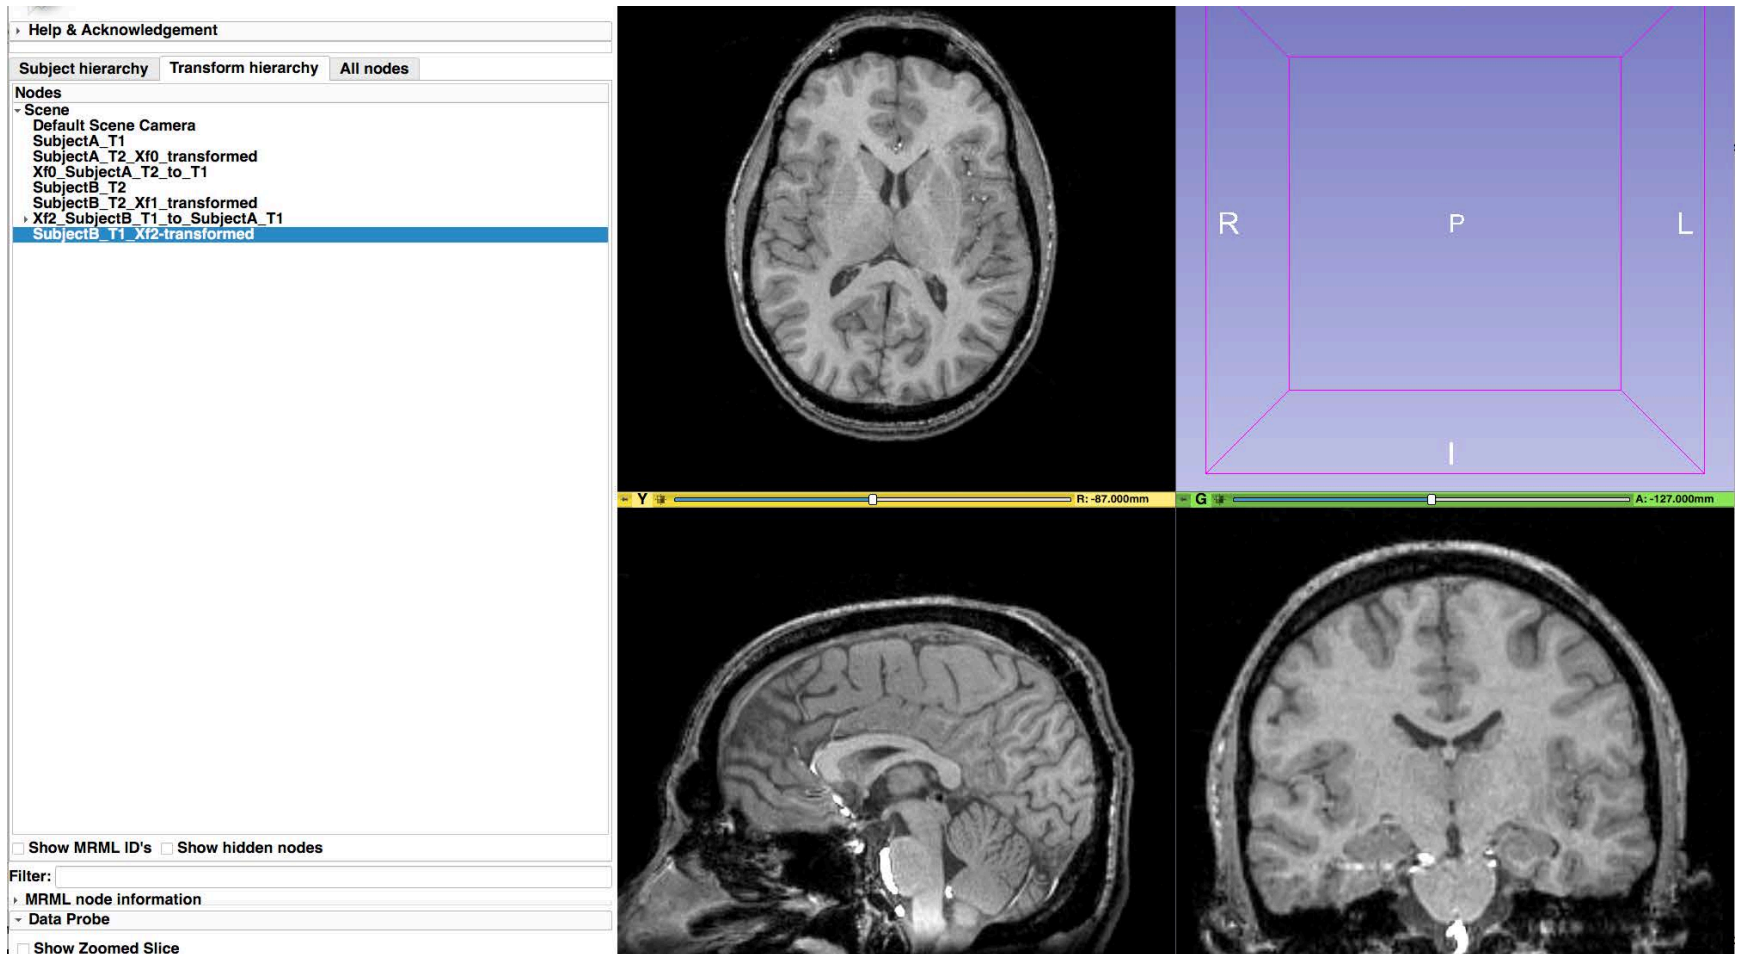 Help & Acknowledgement
Subject hierarchy Transform hierarchy All nodes
Nodes
Scene
Default Scene Camera
SubjectA_T1
SubjectA_T2_Xf0_transformed
Xf0_SubjectA_T2_to_T1
SubjectB_T2
SubjectB_T2_Xf1_transformed
Xf2_SubjectB_T1_to_SubjectA_T1
SubjectB_T1_Xf2-transformed
Show MRML ID's Show hidden nodes
Filter:
MRML node information
Data Probe
Show Zoomed Slice
R P L
I
Y R: -87.000mm
G A: -127.000mm